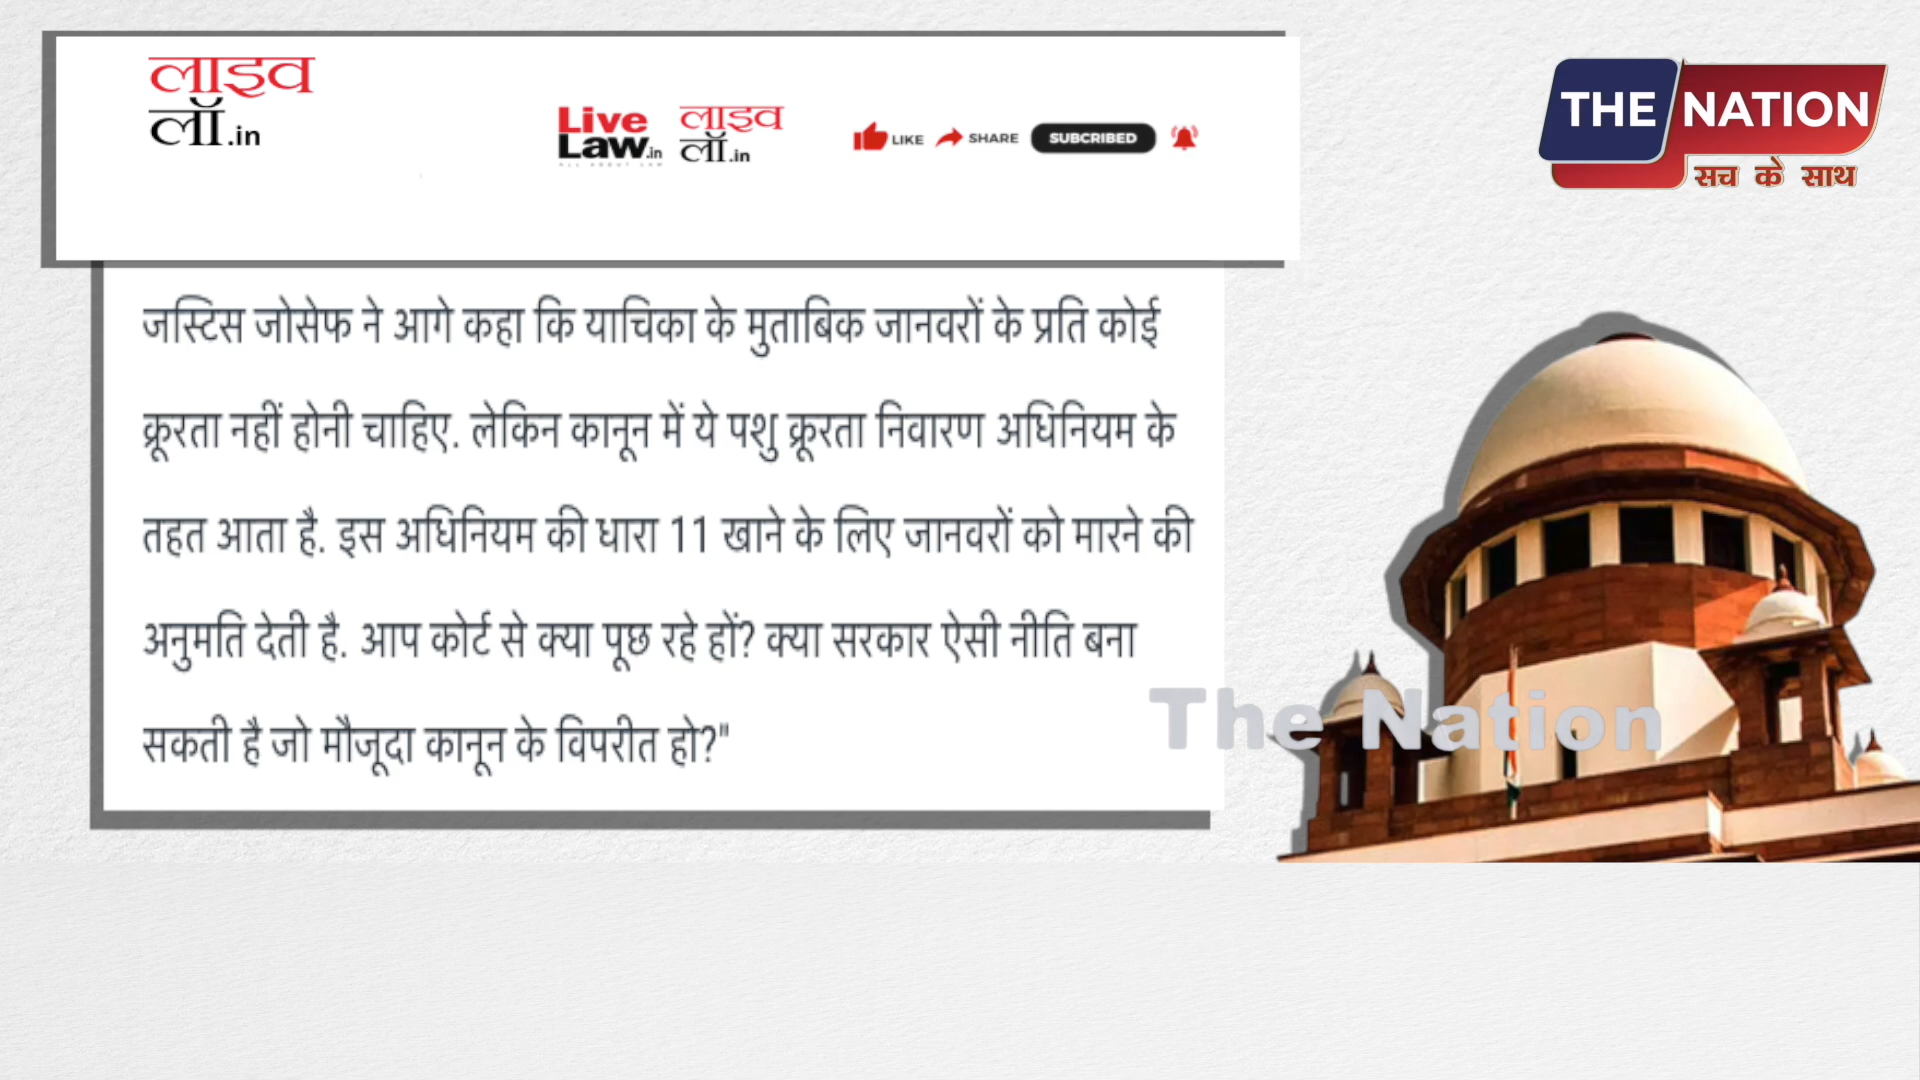 लाइव
लॉ.in
Live
Law.in
लाइव
लॉ.in
LIKE
SHARE
SUBCRIBED
THE NATION
सच के साथ
जस्टिस जोसेफ ने आगे कहा कि याचिका के मुताबिक जानवरों के प्रति कोई
क्रूरता नहीं होनी चाहिए. लेकिन कानून में ये पशु क्रूरता निवारण अधिनियम के
तहत आता है. इस अधिनियम की धारा 11 खाने के लिए जानवरों को मारने की
अनुमति देती है. आप कोर्ट से क्या पूछ रहे हों? क्या सरकार ऐसी नीति बना
सकती है जो मौजूदा कानून के विपरीत हो?"
The Nation